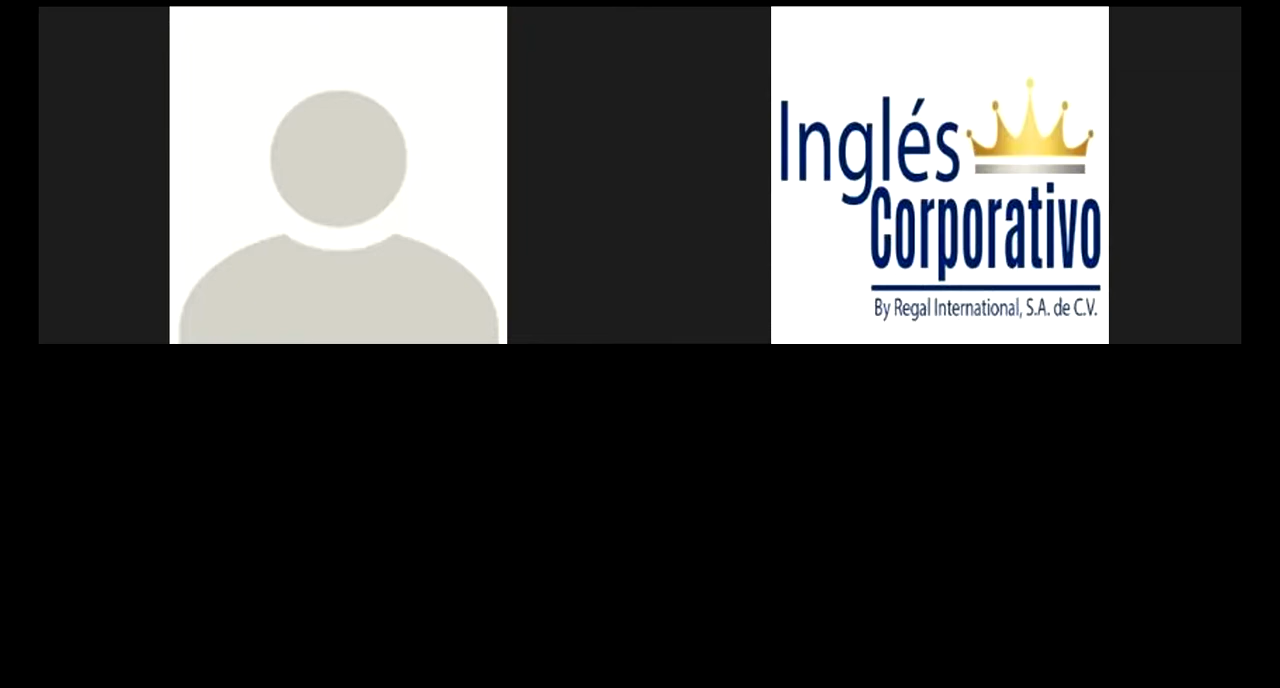 Inglés
Corporativo
By Regal International, S.A. de C.V.